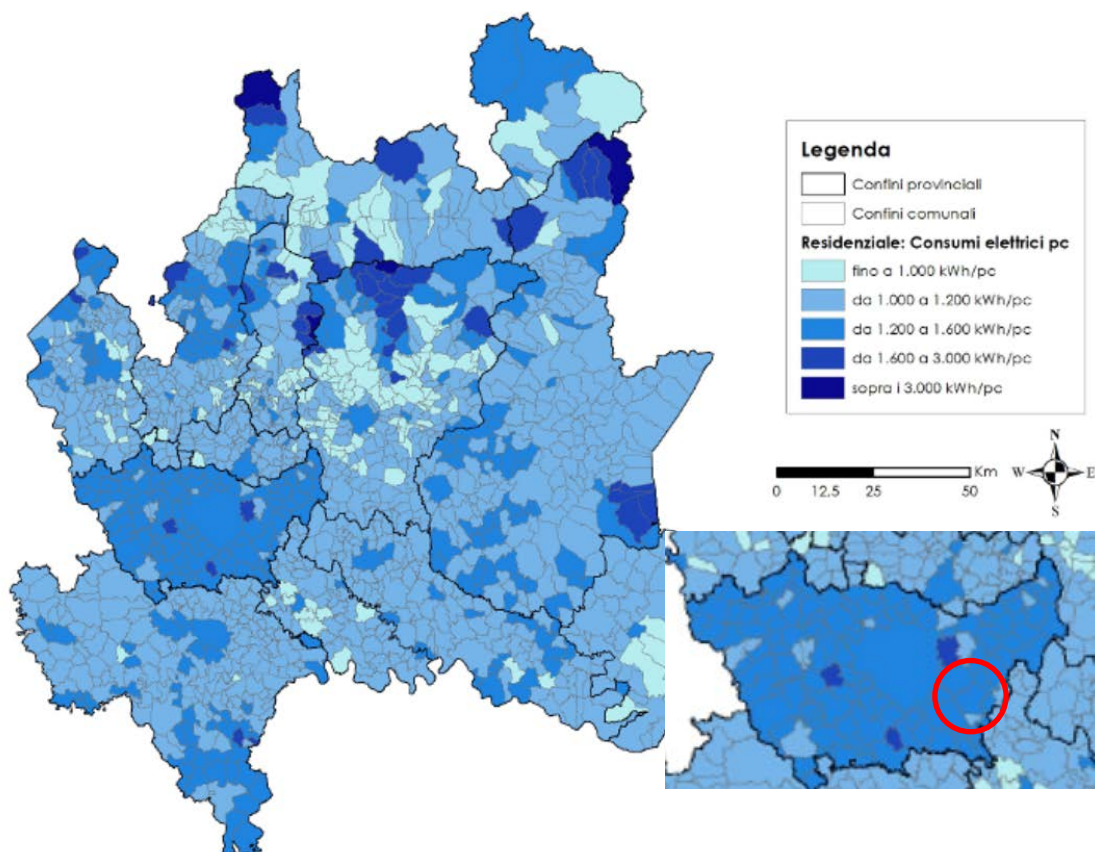 Legenda
Confini provinciali
Confini comunali
Residenziale: Consumi elettrici pc
fino a 1.000 kWh/pc
da 1.000 a 1.200 kWh/pc
da 1.200 a 1.600 kWh/pc
da 1.600 a 3.000 kWh/pc
sopra i 3.000 kWh/pc
N
Km
W E
0 12.5 25 50
S